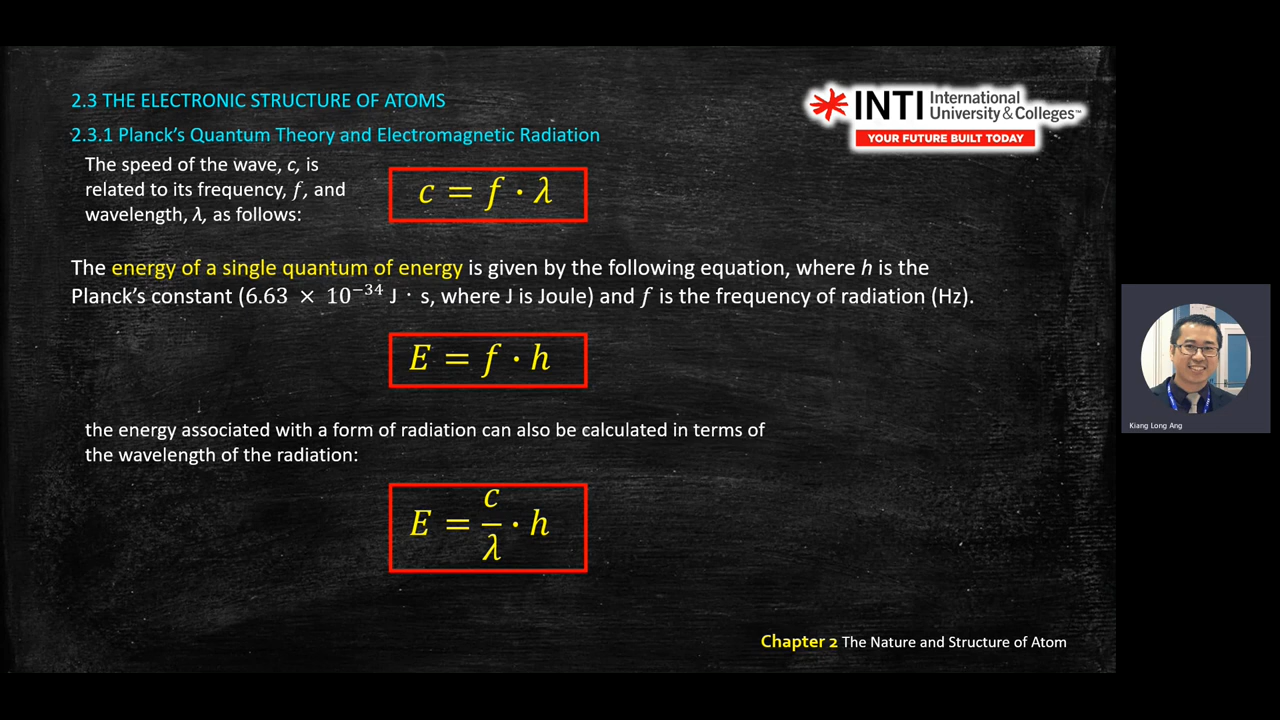 2.3 THE ELECTRONIC STRUCTURE OF ATOMS
INTI International
University & Colleges™
YOUR FUTURE BUILT TODAY
2.3.1 Planck's Quantum Theory and Electromagnetic Radiation
The speed of the wave, c, is
related to its frequency, f, and
wavelength, λ, as follows:
c = f · λ
The energy of a single quantum of energy is given by the following equation, where h is the
Planck's constant (6.63 × 10⁻³⁴ J · s, where J is Joule) and f is the frequency of radiation (Hz).
E = f · h
the energy associated with a form of radiation can also be calculated in terms of
the wavelength of the radiation:
E = c/λ · h
Kiang Long Ang
Chapter 2 The Nature and Structure of Atom